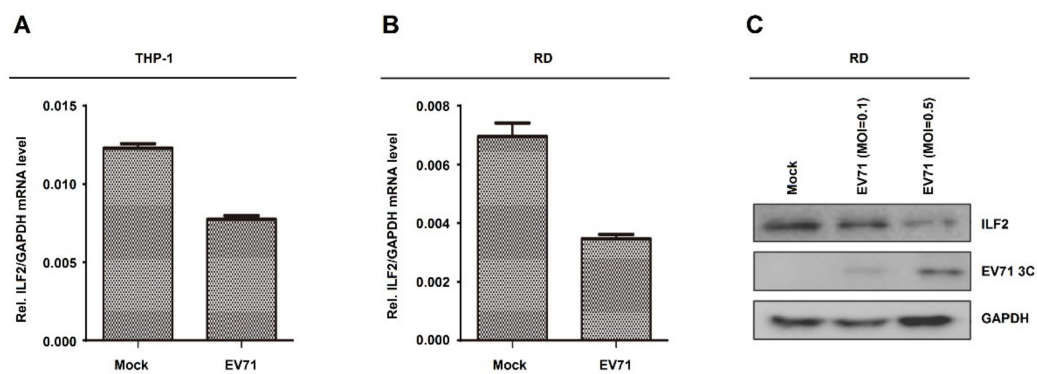 A
THP-1
Rel. ILF2/GAPDH mRNA level
0.015
0.010
0.005
0.000
Mock
EV71
B
RD
Rel. ILF2/GAPDH mRNA level
0.008
0.006
0.004
0.002
0.000
Mock
EV71
C
RD
Mock
EV71 (MOI=0.1)
EV71 (MOI=0.5)
ILF2
EV71 3C
GAPDH